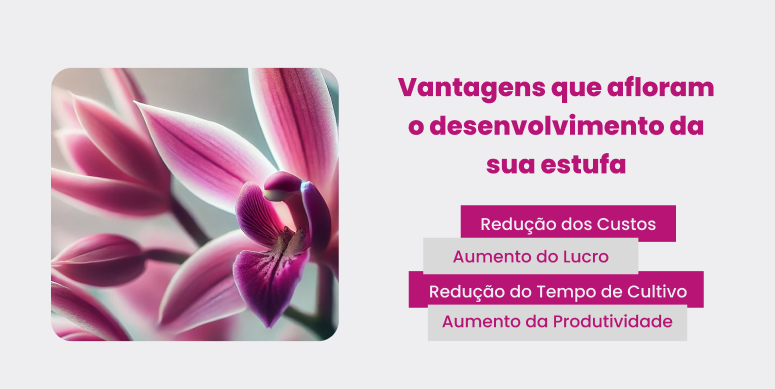 Vantagens que afloram
o desenvolvimento da
sua estufa
Redução dos Custos
Aumento do Lucro
Redução do Tempo de Cultivo
Aumento da Produtividade